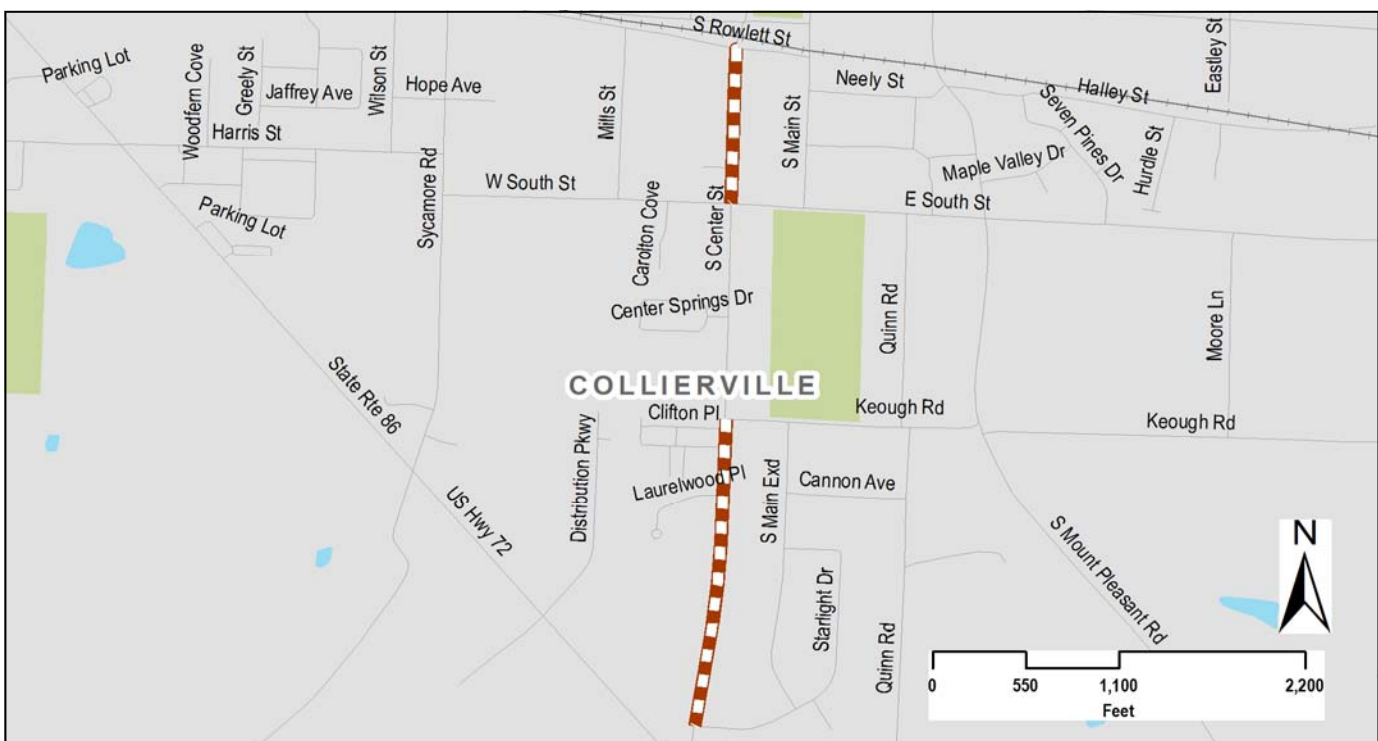 S Rowlett St
Parking Lot
Woodfern Cove
Greely St
Jaffrey Ave
Wilson St
Hope Ave
Mills St
S Main St
Neely St
Halley St
Eastley St
Harris St
Seven Pines Dr
Hurdle St
Maple Valley Dr
Sycamore Rd
W South St
E South St
Parking Lot
Carolton Cove
S Center St
Center Springs Dr
Quinn Rd
Moore Ln
State Rte 86
COLLIERVILLE
Clifton Pl
Keough Rd
Keough Rd
Distribution Pkwy
Laurelwood Pl
S Main Exd
Cannon Ave
US Hwy 72
S Mount Pleasant Rd
N
Starlight Dr
Quinn Rd
0 550 1,100 2,200
Feet